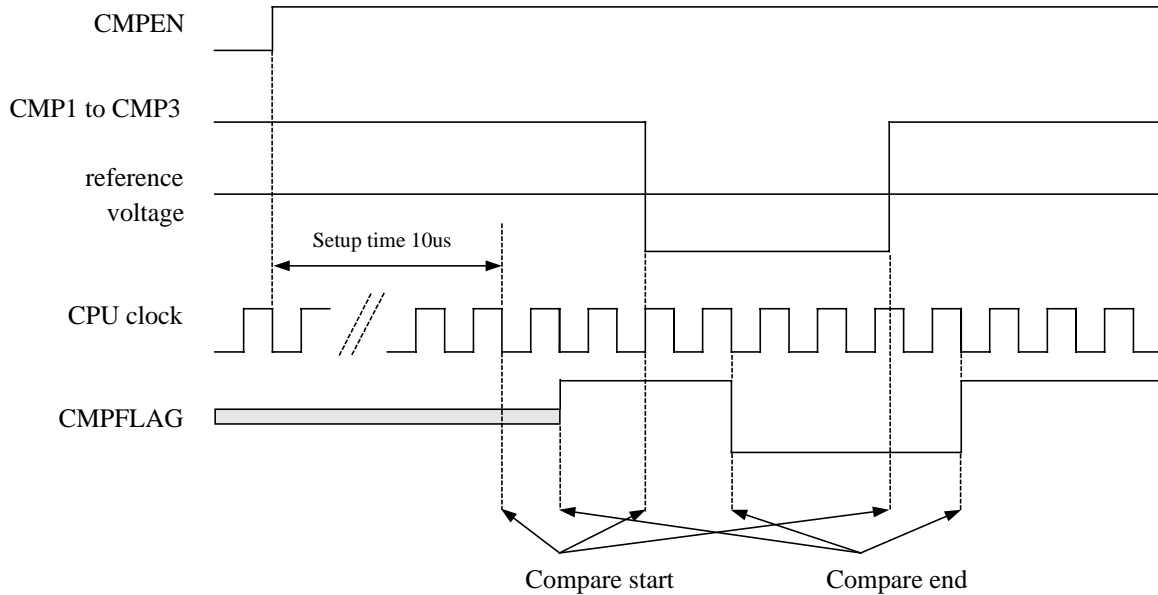 CMPEN
CMP1 to CMP3
reference
voltage
Setup time 10us
CPU clock
CMPFLAG
Compare start
Compare end